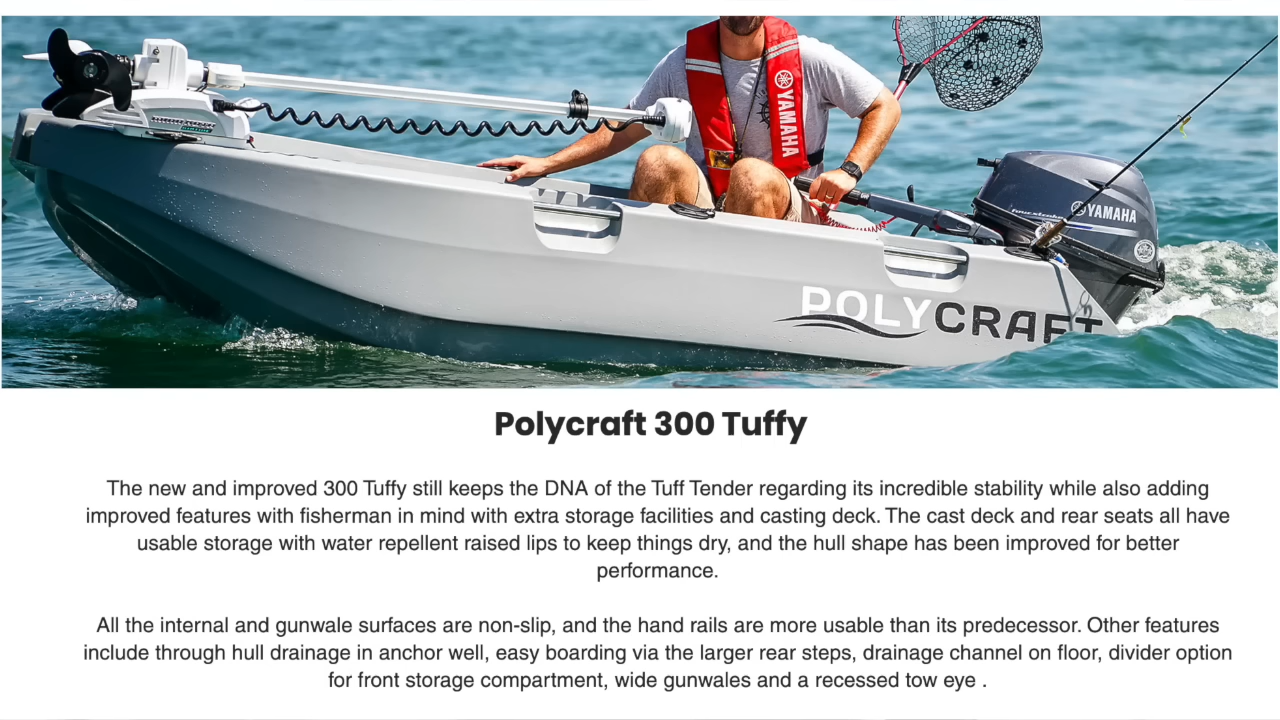 YAMAHA
YAMAHA
POLYCRAFT
Polycraft 300 Tuffy
The new and improved 300 Tuffy still keeps the DNA of the Tuff Tender regarding its incredible stability while also adding
improved features with fisherman in mind with extra storage facilities and casting deck. The cast deck and rear seats all have
usable storage with water repellent raised lips to keep things dry, and the hull shape has been improved for better
performance.
All the internal and gunwale surfaces are non-slip, and the hand rails are more usable than its predecessor. Other features
include through hull drainage in anchor well, easy boarding via the larger rear steps, drainage channel on floor, divider option
for front storage compartment, wide gunwales and a recessed tow eye .